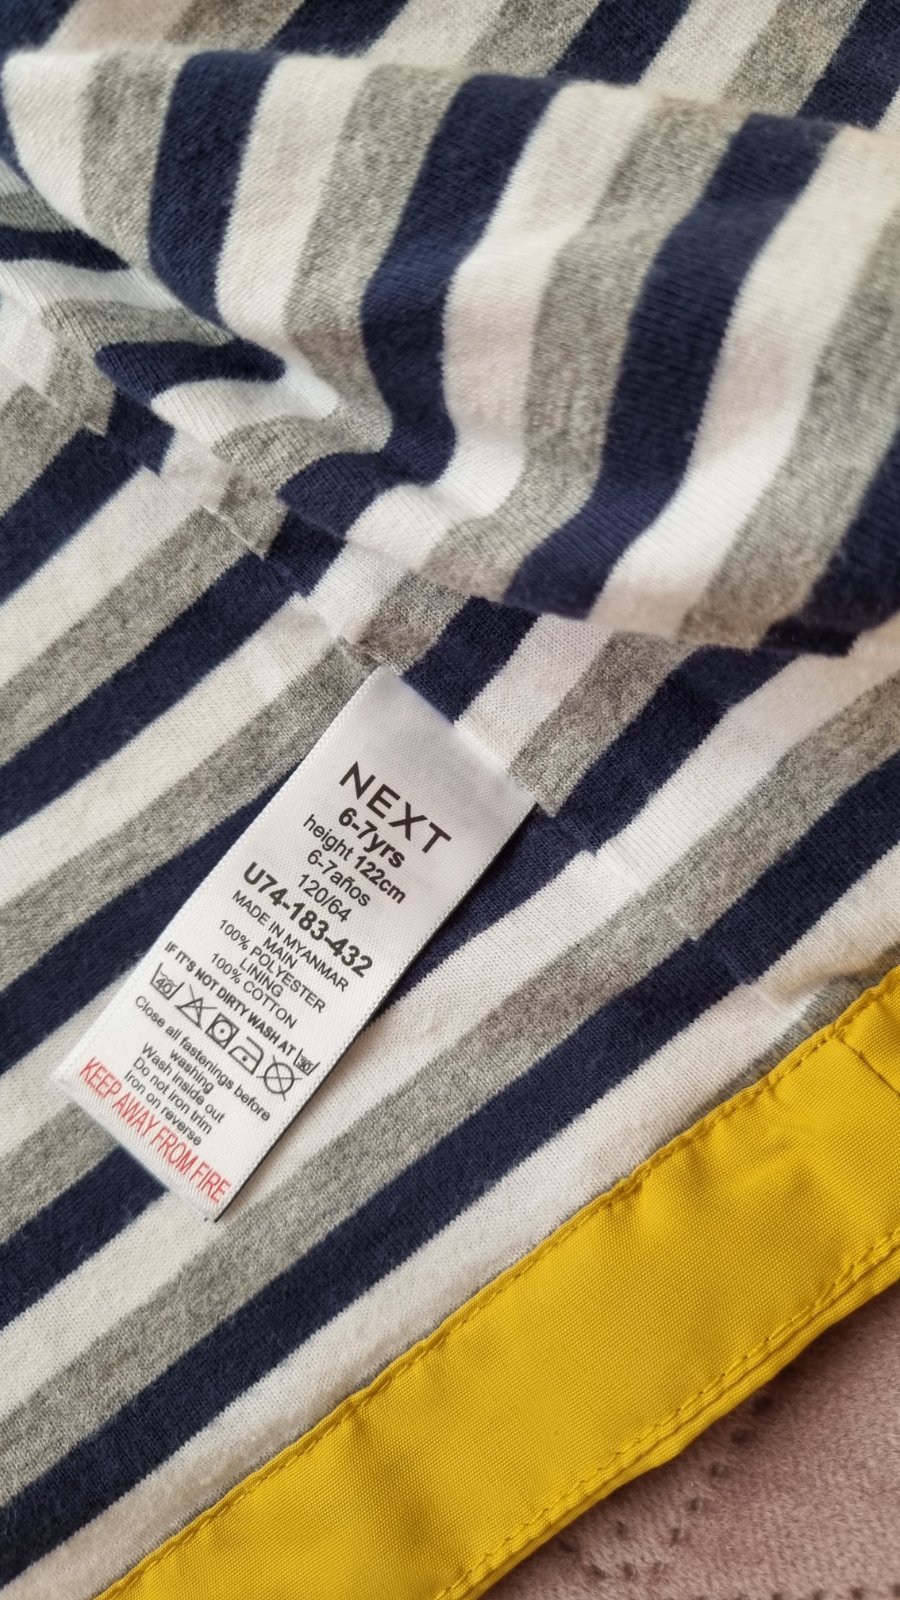 NEXT
6-7yrs
height 122cm
6-7años
120/64
U74-183-432
MADE IN MYANMAR
MAIN
100% POLYESTER
LINING
100% COTTON
IF IT'S NOT DIRTY WASH AT 30
40
Close all fastenings before
washing
Wash inside out
Do not iron trim
Iron on reverse
KEEP AWAY FROM FIRE